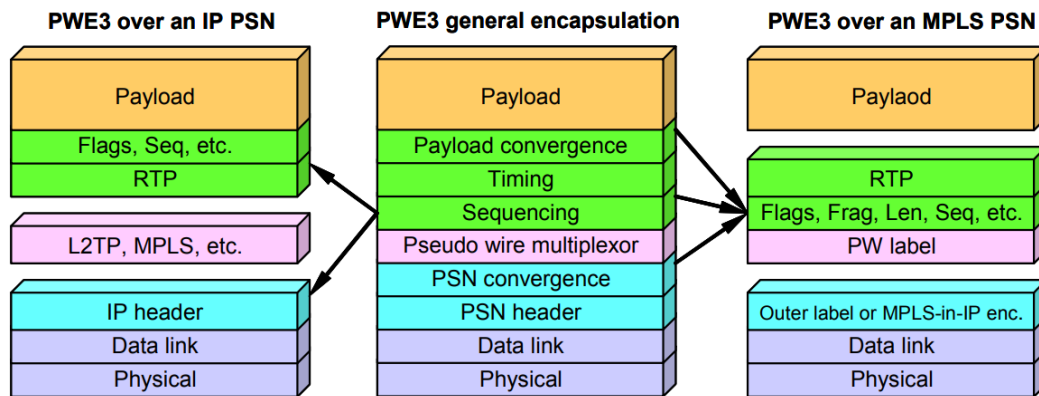 PWE3 over an IP PSN
Payload
Flags, Seq, etc.
RTP
L2TP, MPLS, etc.
IP header
Data link
Physical
PWE3 general encapsulation
Payload
Payload convergence
Timing
Sequencing
Pseudo wire multiplexor
PSN convergence
PSN header
Data link
Physical
PWE3 over an MPLS PSN
Paylaod
RTP
Flags, Frag, Len, Seq, etc.
PW label
Outer label or MPLS-in-IP enc.
Data link
Physical